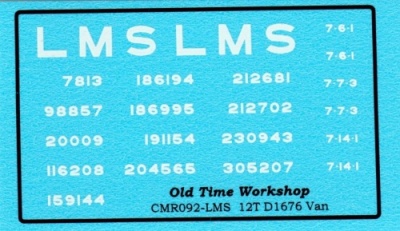 LMS LMS 7-6-1
7-6-1
7813 186194 212681 7-7-3
98857 186995 212702 7-7-3
20009 191154 230943 7-14-1
116208 204565 305207 7-14-1
159144 Old Time Workshop
CMR092-LMS 12T D1676 Van